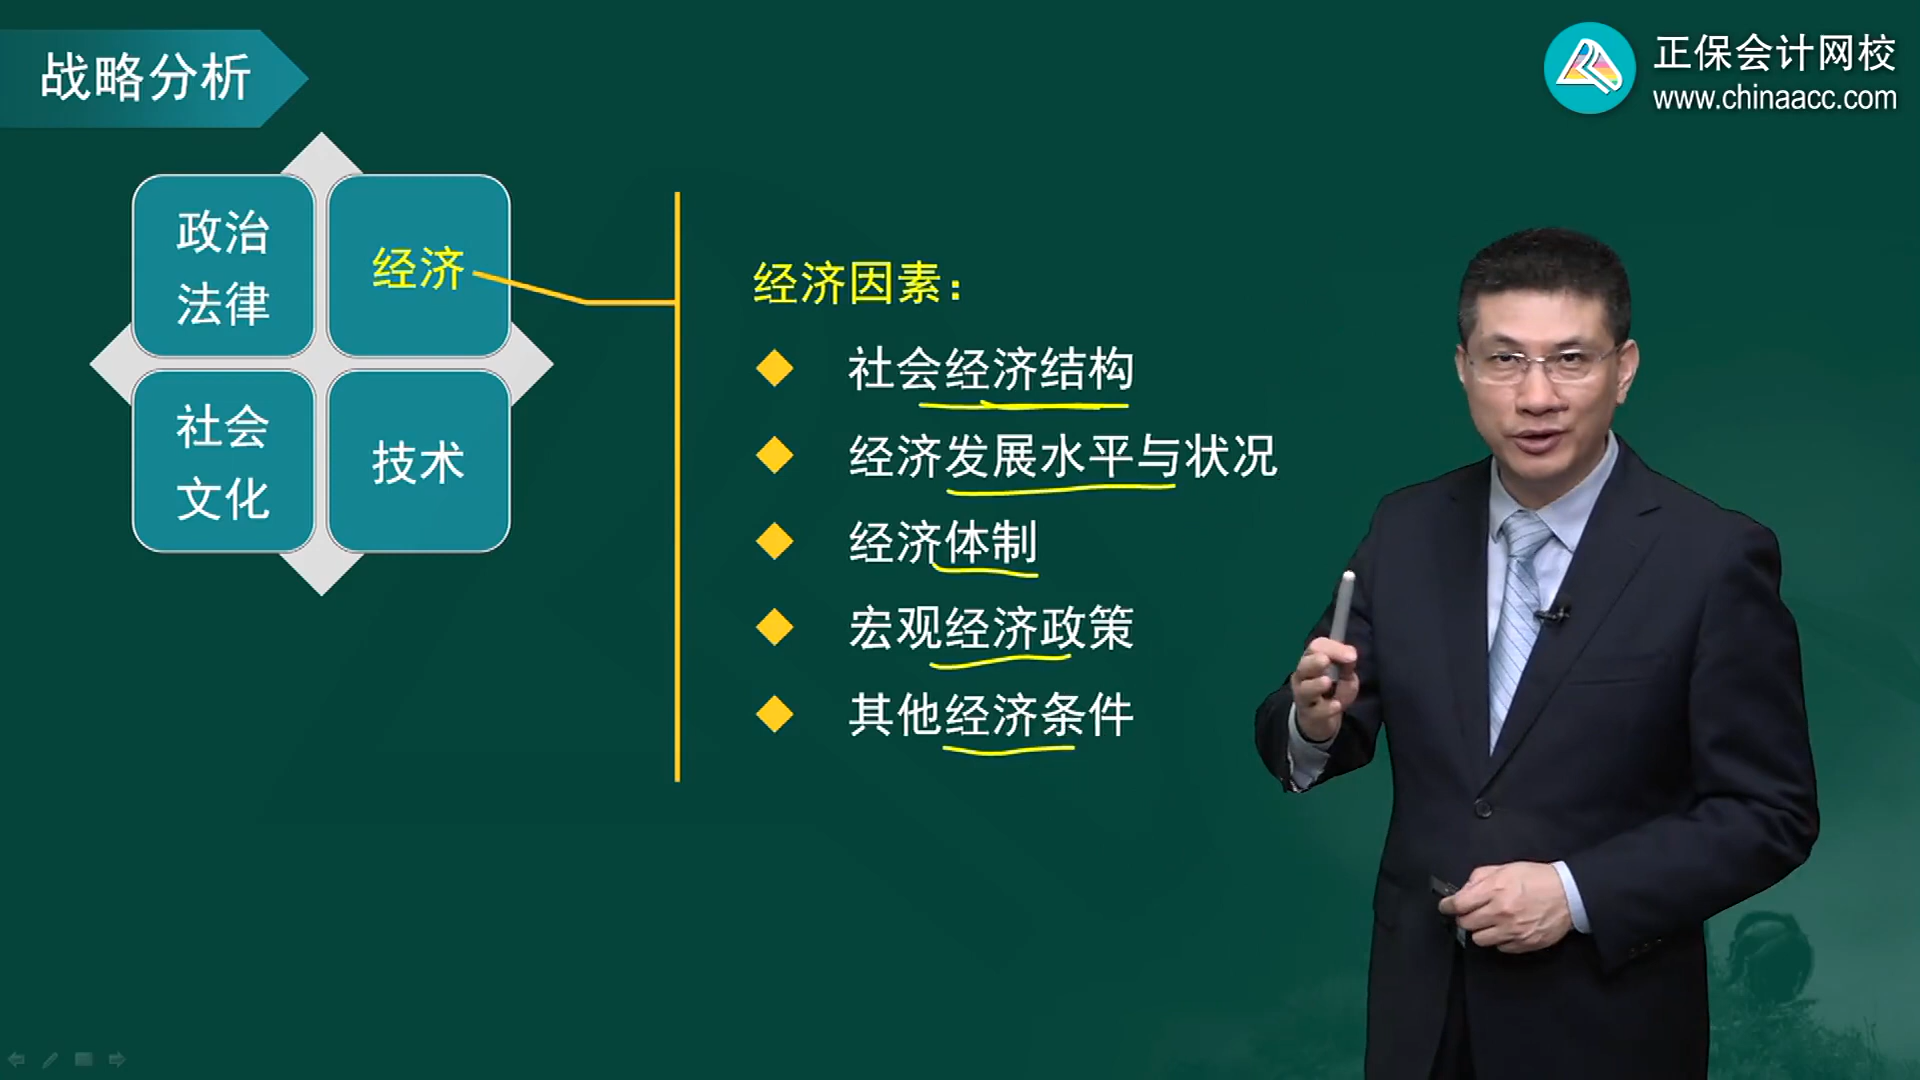 战略分析
正保会计网校
www.chinaacc.com
政治
法律
经济
社会
文化
技术
经济因素：
社会经济结构
经济发展水平与状况
经济体制
宏观经济政策
其他经济条件